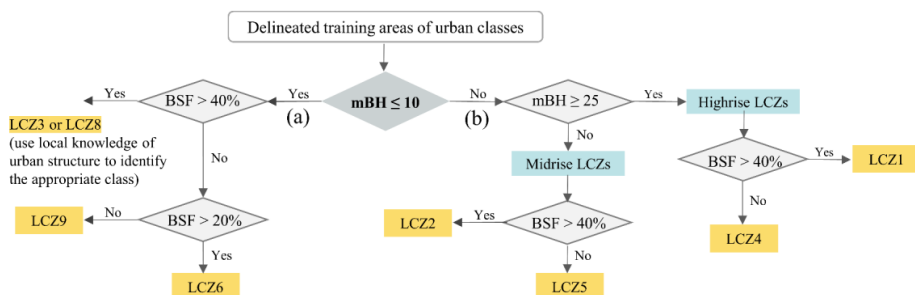 Delineated training areas of urban classes
Yes
BSF > 40%
Yes
(a)
mBH ≤ 10
No
(b)
mBH ≥ 25
Yes
Highrise LCZs
LCZ3 or LCZ8
(use local knowledge of
urban structure to identify
the appropriate class)
No
No
Midrise LCZs
BSF > 40%
Yes
LCZ1
LCZ9
No
BSF > 20%
LCZ2
Yes
BSF > 40%
No
LCZ4
Yes
No
LCZ6
LCZ5